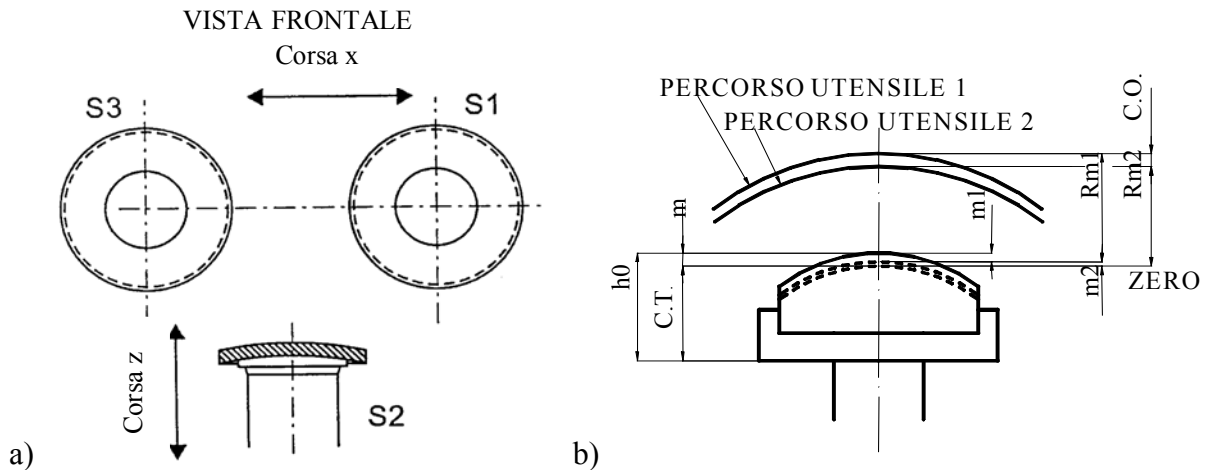 VISTA FRONTALE
Corsa x
S3
S1
Corsa z
S2
a)
PERCORSO UTENSILE 1
PERCORSO UTENSILE 2
C.O.
Rm1
Rm2
m
m1
h0
C.T.
m2
ZERO
b)